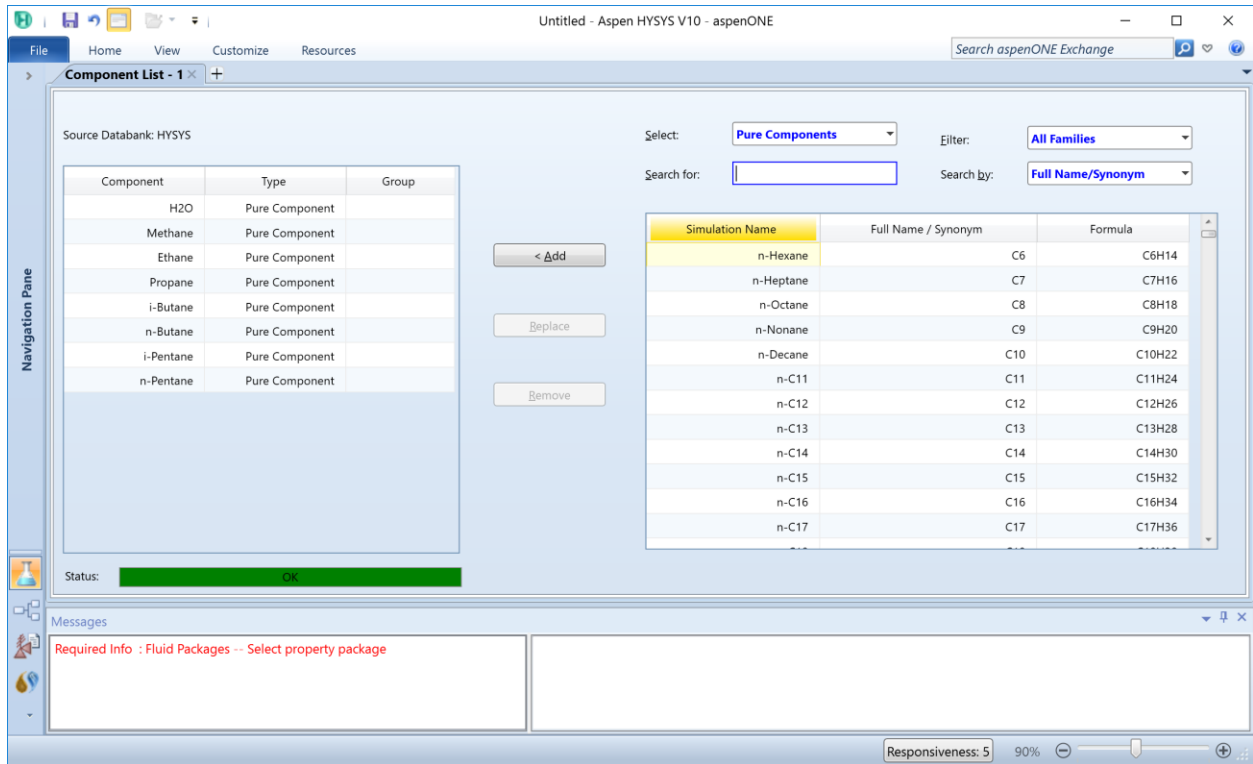 Untitled - Aspen HYSYS V10 - aspenONE
File Home View Customize Resources Search aspenONE Exchange
Component List - 1
Navigation Pane
Source Databank: HYSYS
Select: Pure Components Filter: All Families
Search for: Search by: Full Name/Synonym
Component Type Group
H2O Pure Component
Methane Pure Component
Ethane Pure Component
Propane Pure Component
i-Butane Pure Component
n-Butane Pure Component
i-Pentane Pure Component
n-Pentane Pure Component
< Add
Replace
Remove
Simulation Name Full Name / Synonym Formula
n-Hexane C6 C6H14
n-Heptane C7 C7H16
n-Octane C8 C8H18
n-Nonane C9 C9H20
n-Decane C10 C10H22
n-C11 C11 C11H24
n-C12 C12 C12H26
n-C13 C13 C13H28
n-C14 C14 C14H30
n-C15 C15 C15H32
n-C16 C16 C16H34
n-C17 C17 C17H36
Status: OK
Messages
Required Info : Fluid Packages -- Select property package
Responsiveness: 5 90%